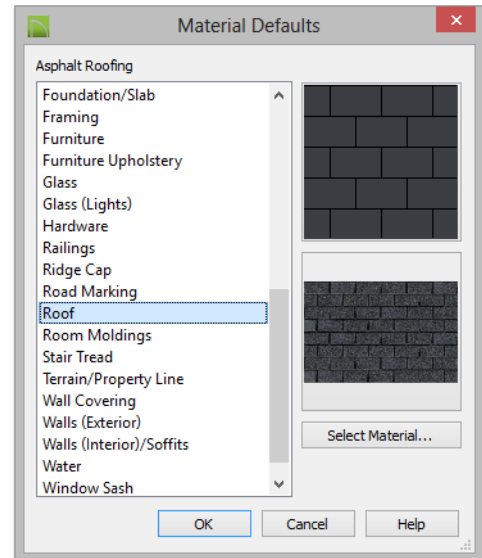 Material Defaults
Asphalt Roofing
Foundation/Slab
Framing
Furniture
Furniture Upholstery
Glass
Glass (Lights)
Hardware
Railings
Ridge Cap
Road Marking
Roof
Room Moldings
Stair Tread
Terrain/Property Line
Wall Covering
Walls (Exterior)
Walls (Interior)/Soffits
Water
Window Sash
Select Material...
OK
Cancel
Help